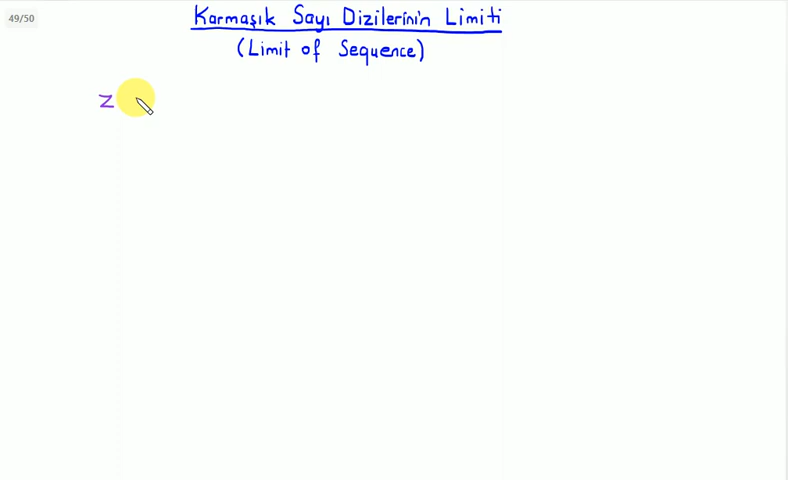 49/50
Karmaşık Sayı Dizilerinin Limiti
(Limit of Sequence)
z